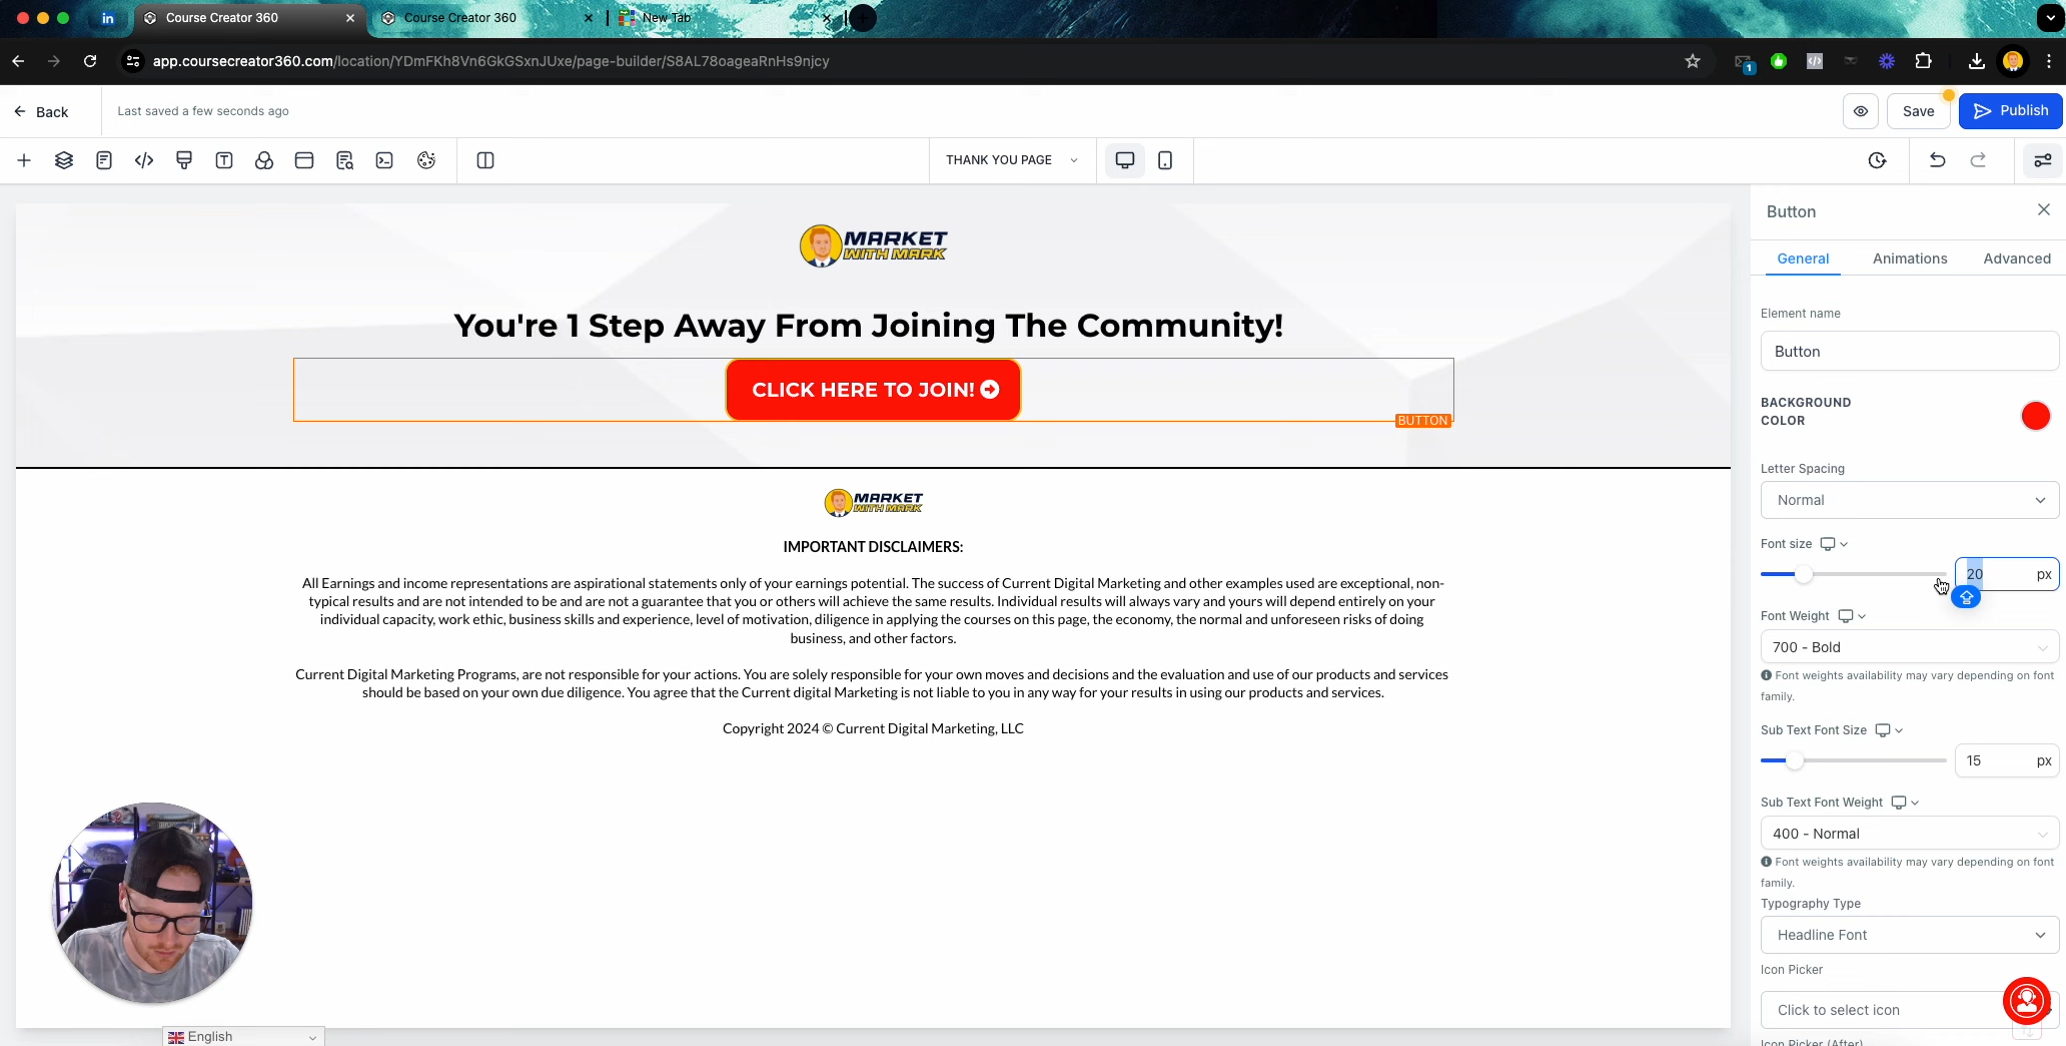 Course Creator 360
Course Creator 360
New Tab
app.coursecreator360.com/location/YDmFKh8Vn6GkGSxnJUxe/page-builder/S8AL78oageaRnHs9njcy
1
Back
Last saved a few seconds ago
Save
Publish
THANK YOU PAGE
MARKET
WITH MARK
You're 1 Step Away From Joining The Community!
CLICK HERE TO JOIN!
BUTTON
MARKET
WITH MARK
IMPORTANT DISCLAIMERS:
All Earnings and income representations are aspirational statements only of your earnings potential. The success of Current Digital Marketing and other examples used are exceptional, non-
typical results and are not intended to be and are not a guarantee that you or others will achieve the same results. Individual results will always vary and yours will depend entirely on your
individual capacity, work ethic, business skills and experience, level of motivation, diligence in applying the courses on this page, the economy, the normal and unforeseen risks of doing
business, and other factors.
Current Digital Marketing Programs, are not responsible for your actions. You are solely responsible for your own moves and decisions and the evaluation and use of our products and services
should be based on your own due diligence. You agree that the Current digital Marketing is not liable to you in any way for your results in using our products and services.
Copyright 2024 © Current Digital Marketing, LLC
English
Button
General
Animations
Advanced
Element name
Button
BACKGROUND
COLOR
Letter Spacing
Normal
Font size
20 px
Font Weight
700 - Bold
Font weights availability may vary depending on font
family.
Sub Text Font Size
15 px
Sub Text Font Weight
400 - Normal
Font weights availability may vary depending on font
family.
Typography Type
Headline Font
Icon Picker
Click to select icon
Icon Picker (After)